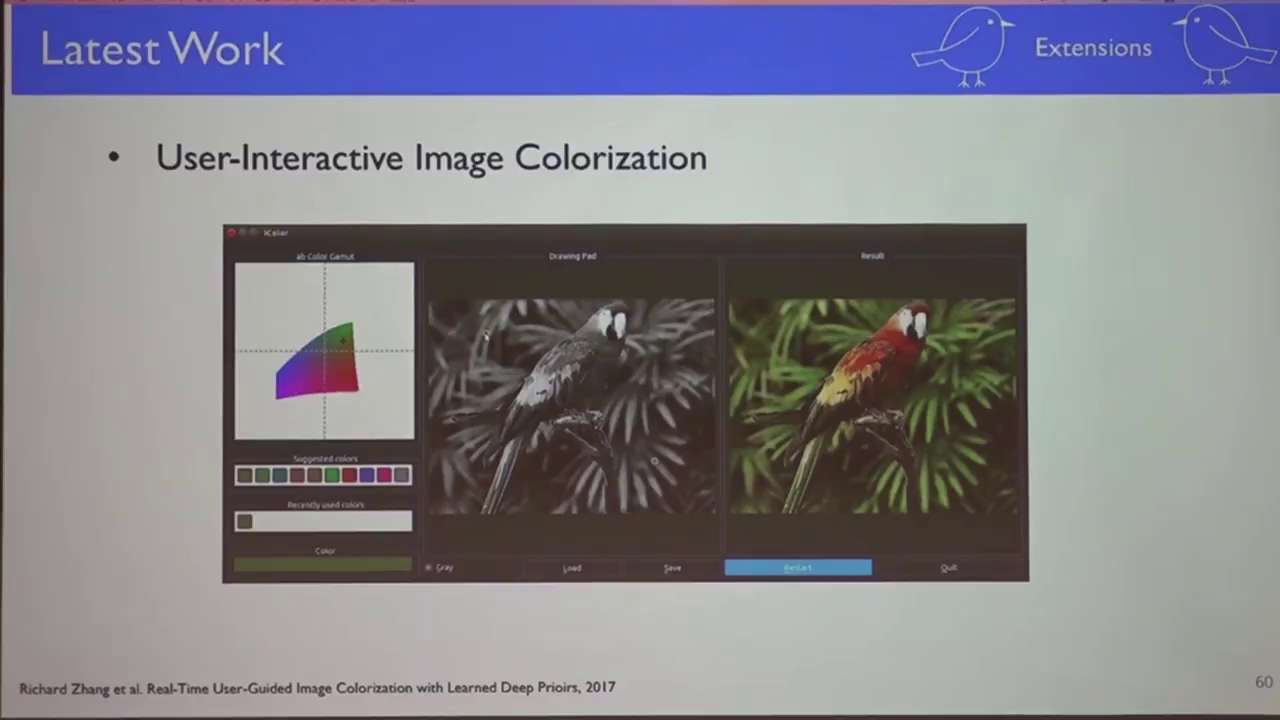 Latest Work
Extensions
• User-Interactive Image Colorization
iColor
ab Color Gamut
Drawing Pad
Result
Suggested colors
Recently used colors
Color
Gray
Load
Save
Restart
Quit
Richard Zhang et al. Real-Time User-Guided Image Colorization with Learned Deep Prioirs, 2017
60